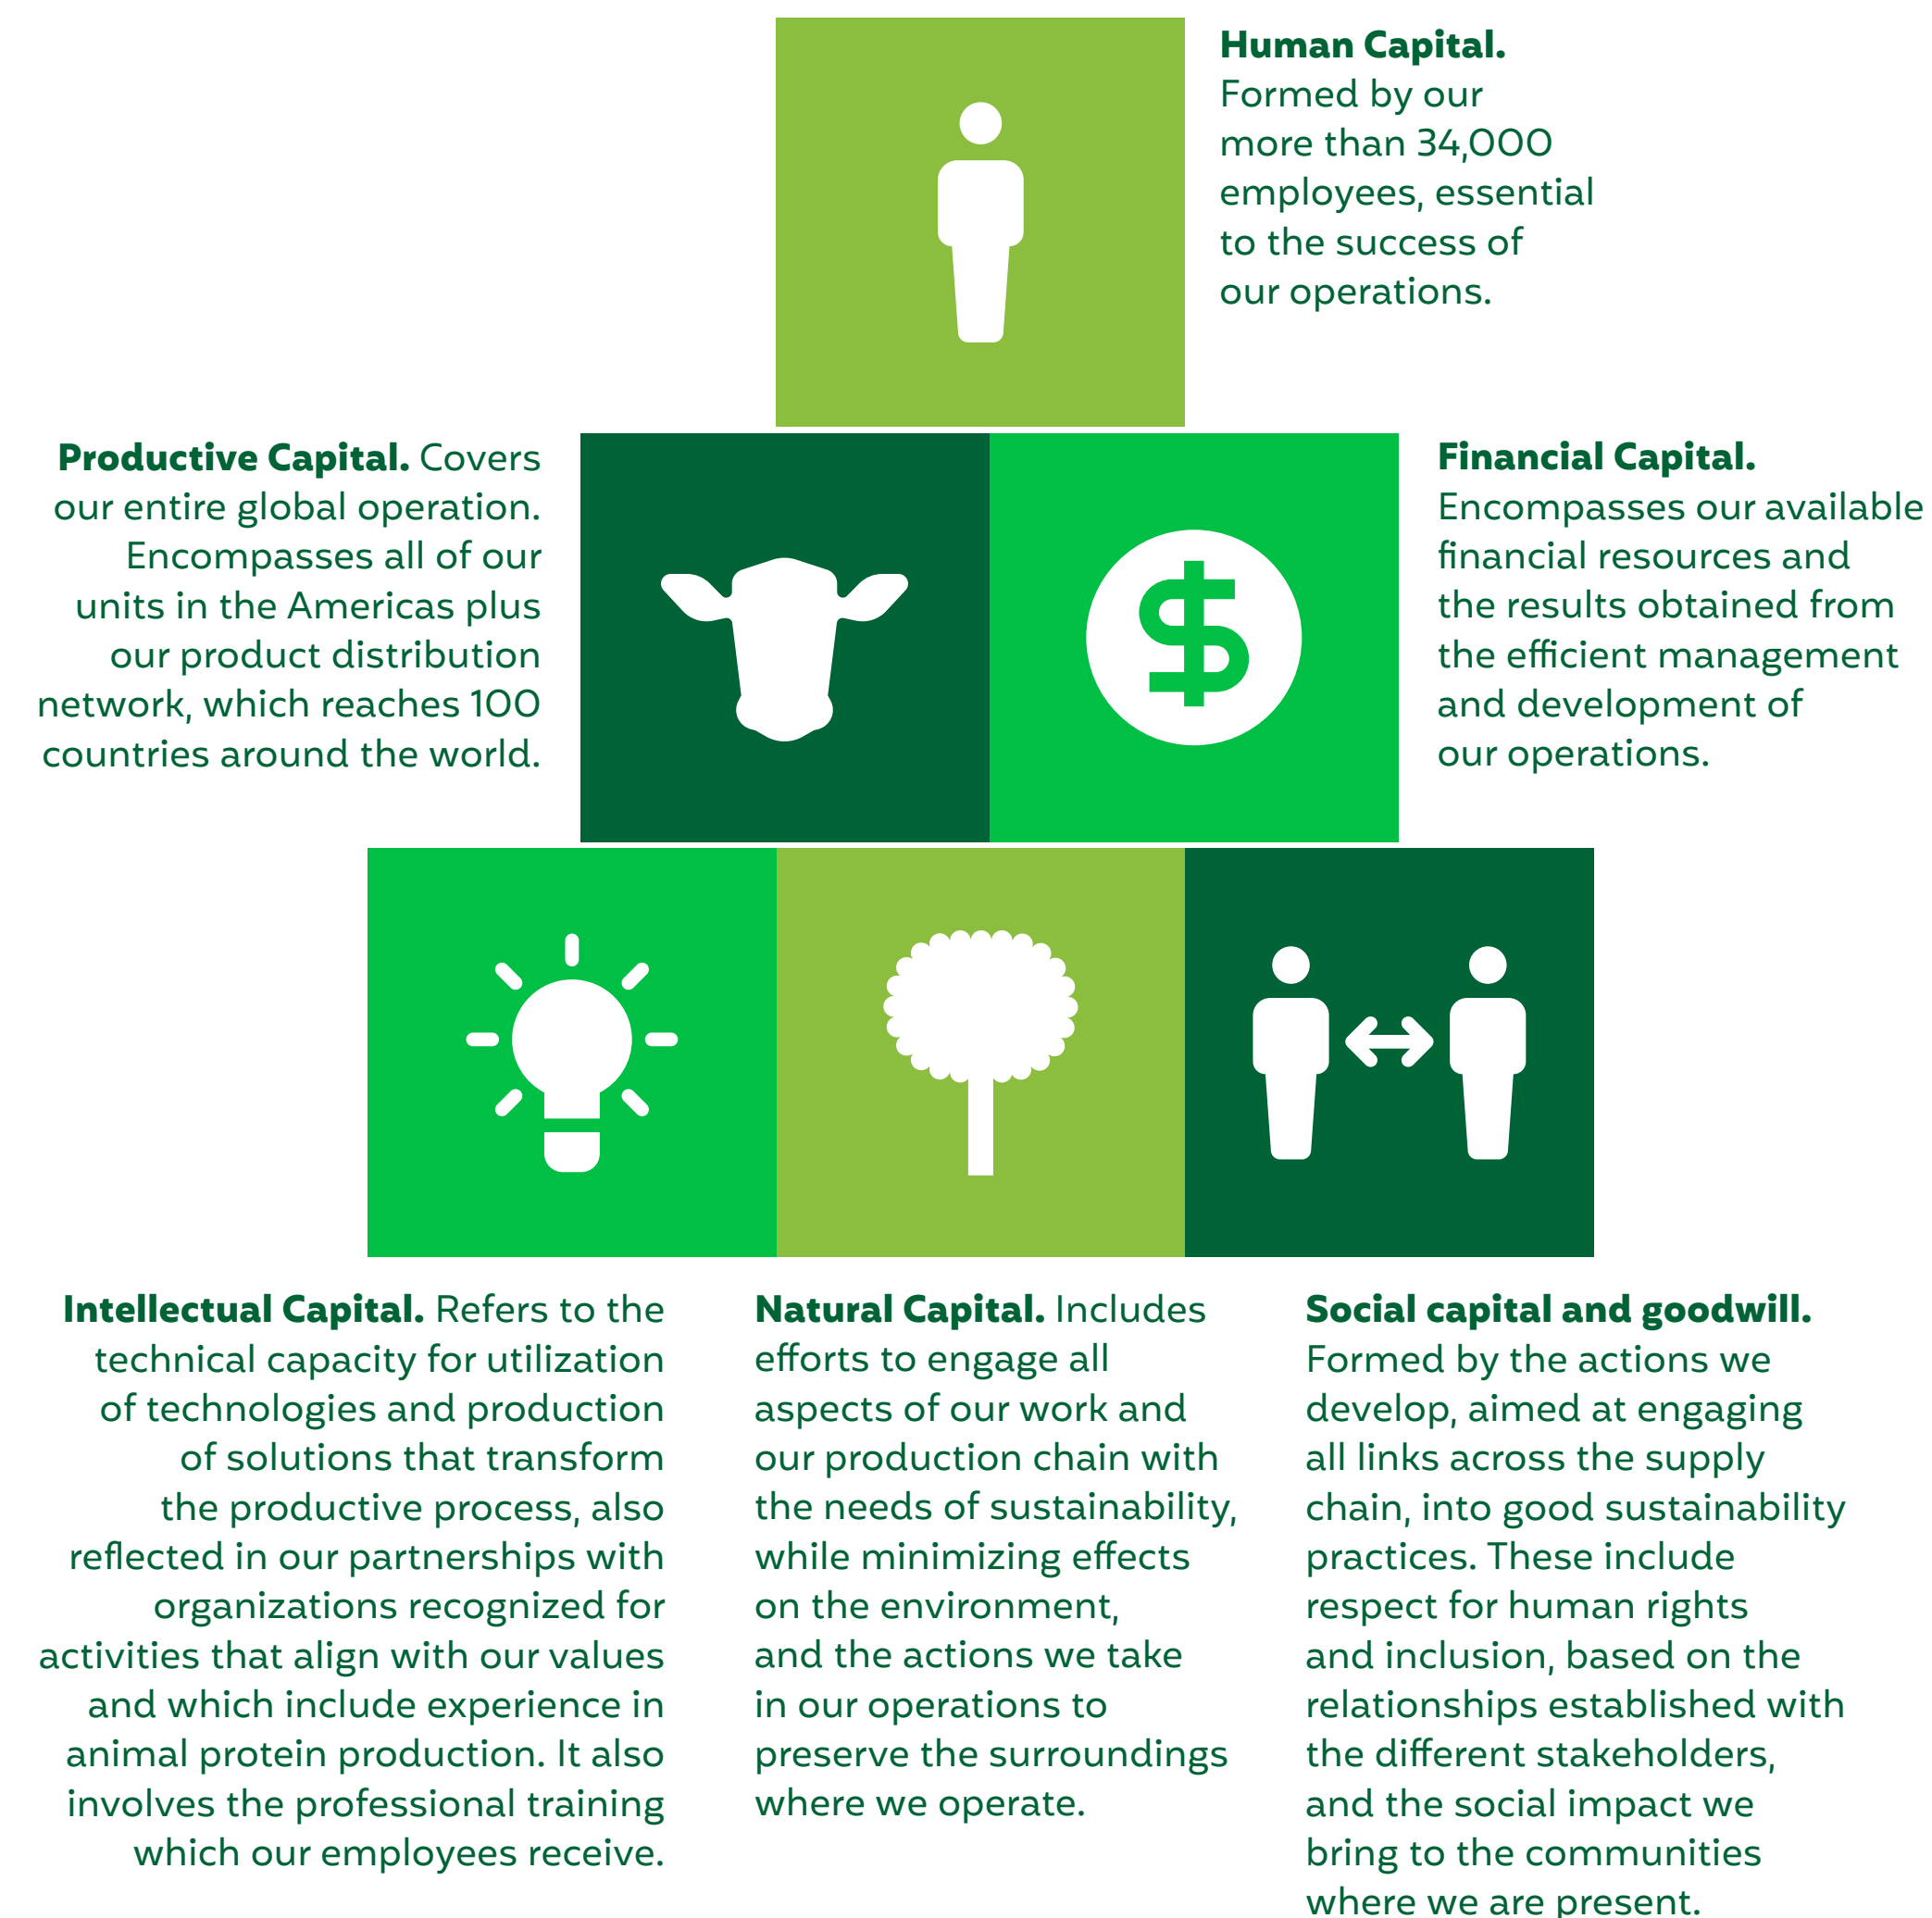 Human Capital.
Formed by our
more than 34,000
employees, essential
to the success of
our operations.
Productive Capital. Covers
our entire global operation.
Encompasses all of our
units in the Americas plus
our product distribution
network, which reaches 100
countries around the world.
Financial Capital.
Encompasses our available
financial resources and
the results obtained from
the efficient management
and development of
our operations.
Intellectual Capital. Refers to the
technical capacity for utilization
of technologies and production
of solutions that transform
the productive process, also
reflected in our partnerships with
organizations recognized for
activities that align with our values
and which include experience in
animal protein production. It also
involves the professional training
which our employees receive.
Natural Capital. Includes
efforts to engage all
aspects of our work and
our production chain with
the needs of sustainability,
while minimizing effects
on the environment,
and the actions we take
in our operations to
preserve the surroundings
where we operate.
Social capital and goodwill.
Formed by the actions we
develop, aimed at engaging
all links across the supply
chain, into good sustainability
practices. These include
respect for human rights
and inclusion, based on the
relationships established with
the different stakeholders,
and the social impact we
bring to the communities
where we are present.